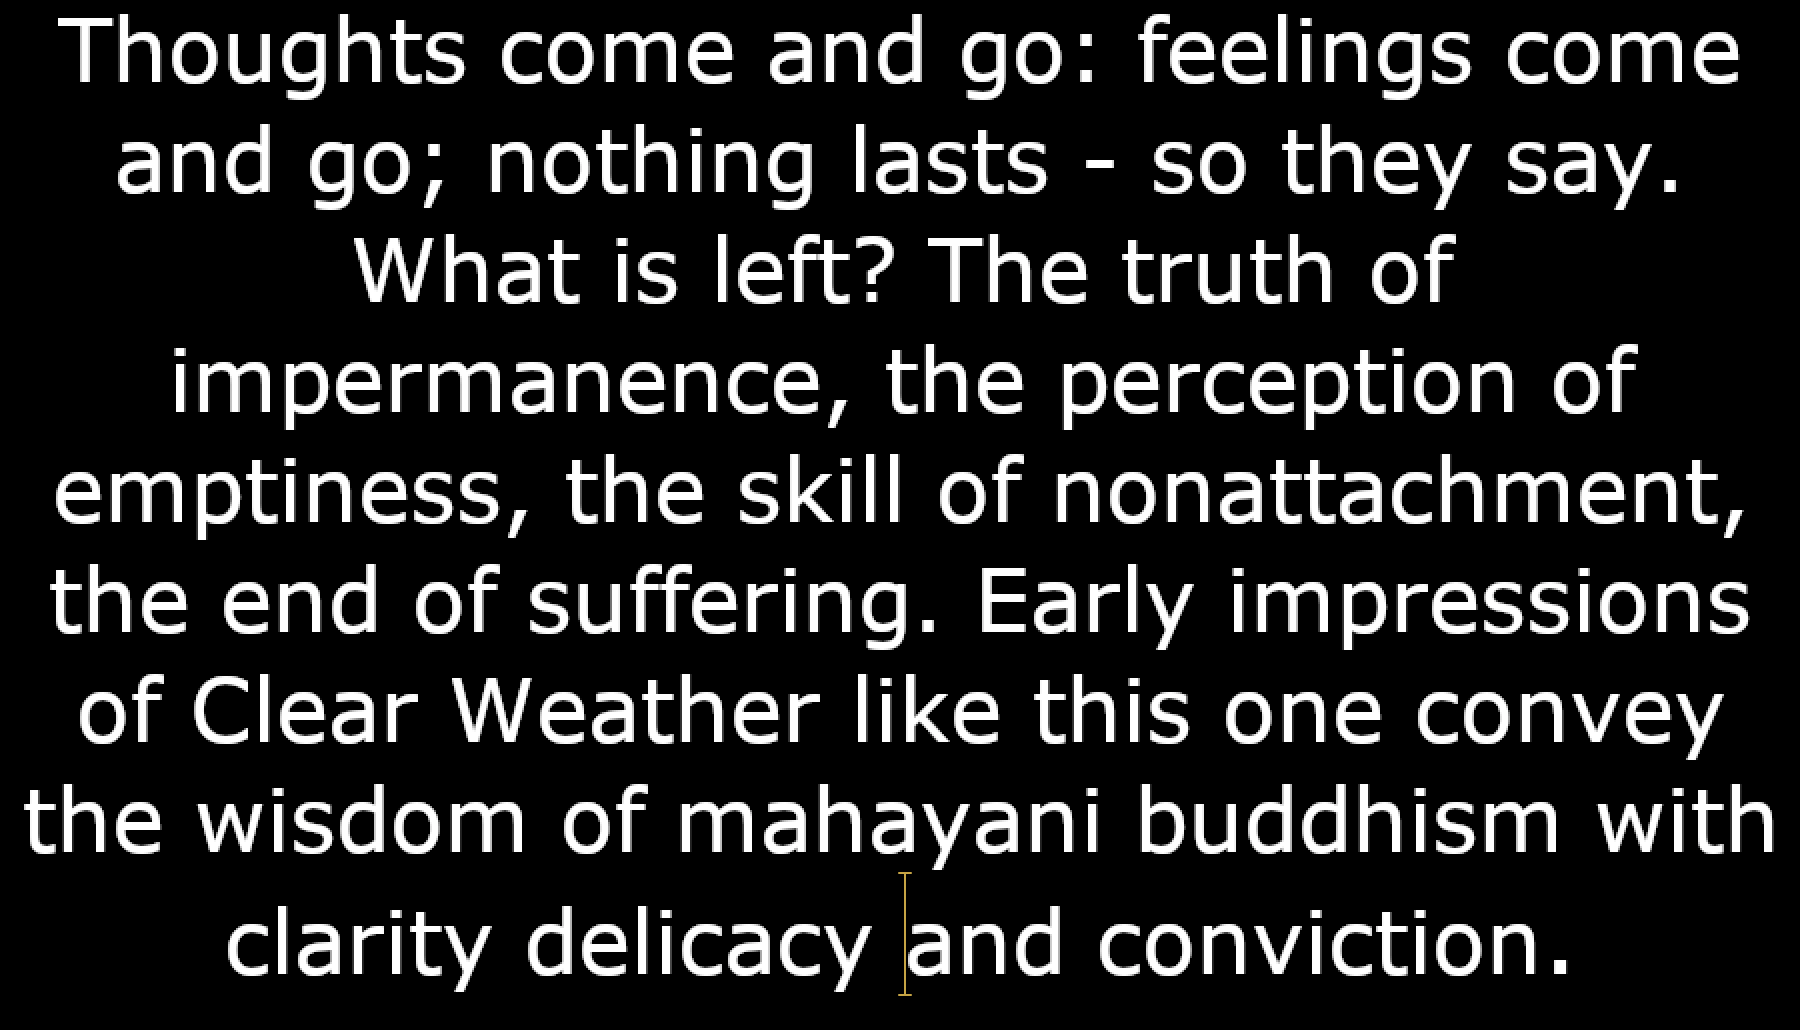 Thoughts come and go: feelings come
and go; nothing lasts - so they say.
What is left? The truth of
impermanence, the perception of
emptiness, the skill of nonattachment,
the end of suffering. Early impressions
of Clear Weather like this one convey
the wisdom of mahayani buddhism with
clarity delicacy and conviction.